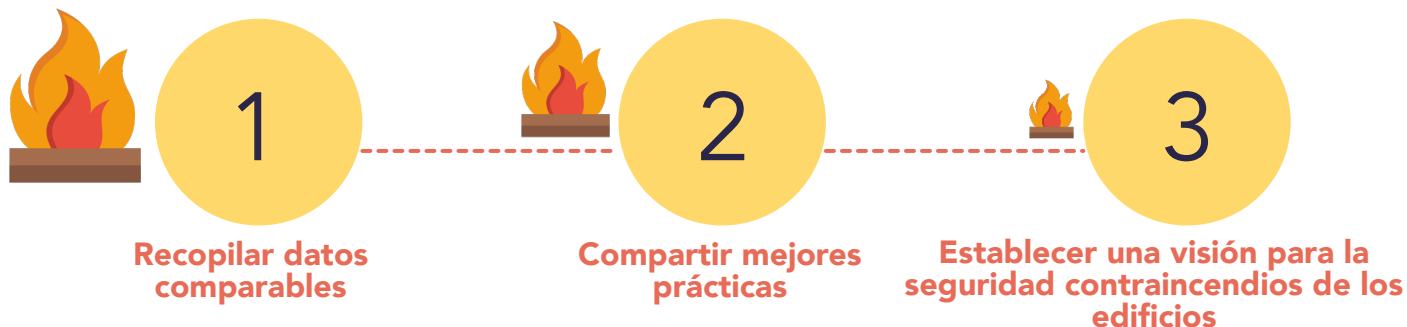 1
2
3
Recopilar datos
comparables
Compartir mejores
prácticas
Establecer una visión para la
seguridad contraincendios de los
edificios